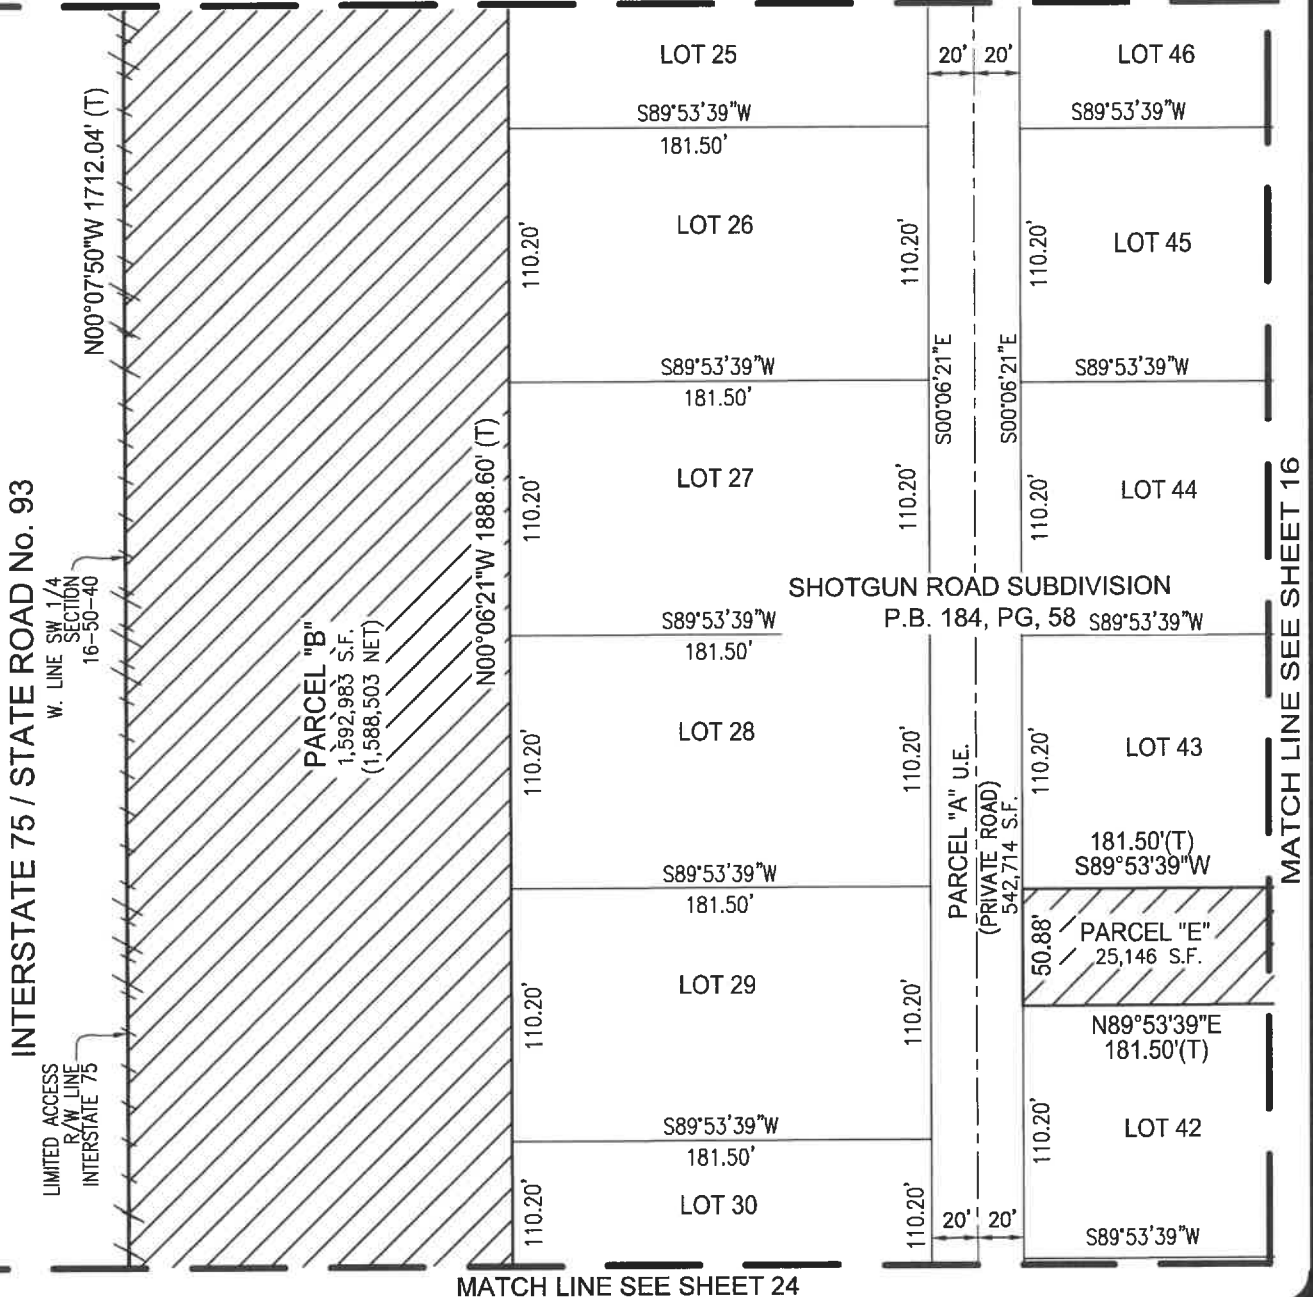 LOT 25
20' 20'
LOT 46
S89°53'39"W
181.50'
S89°53'39"W
N00°07'50"W 1712.04' (T)
110.20'
LOT 26
110.20'
110.20'
LOT 45
S89°53'39"W
181.50'
S00°06'21"E
S00°06'21"E
S89°53'39"W
N00°06'21"W 1888.60' (T)
110.20'
LOT 27
110.20'
110.20'
LOT 44
INTERSTATE 75 / STATE ROAD No. 93
W. LINE SW 1/4
SECTION
16-50-40
SHOTGUN ROAD SUBDIVISION
P.B. 184, PG, 58
S89°53'39"W
181.50'
S89°53'39"W
PARCEL "B"
1,592,983 S.F.
(1,588,503 NET)
110.20'
LOT 28
110.20'
110.20'
LOT 43
MATCH LINE SEE SHEET 16
PARCEL "A" U.E.
(PRIVATE ROAD)
542,714 S.F.
181.50'(T)
S89°53'39"W
S89°53'39"W
181.50'
50.88'
PARCEL "E"
25,146 S.F.
110.20'
LOT 29
110.20'
N89°53'39"E
181.50'(T)
LIMITED ACCESS
R/W LINE
INTERSTATE 75
S89°53'39"W
181.50'
110.20'
LOT 42
110.20'
LOT 30
110.20'
20' 20'
S89°53'39"W
MATCH LINE SEE SHEET 24